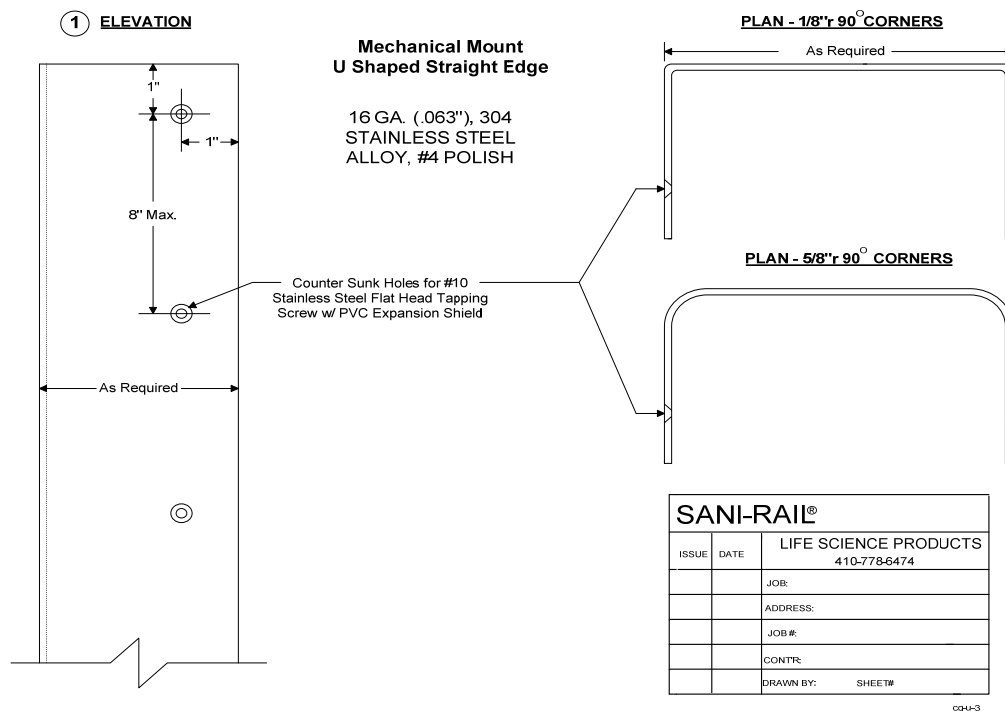 1 ELEVATION
Mechanical Mount
U Shaped Straight Edge
16 GA. (.063"), 304
STAINLESS STEEL
ALLOY, #4 POLISH
1"
1"
8" Max.
Counter Sunk Holes for #10
Stainless Steel Flat Head Tapping
Screw w/ PVC Expansion Shield
As Required
PLAN - 1/8"r 90° CORNERS
As Required
PLAN - 5/8"r 90° CORNERS
SANI-RAIL®
ISSUE DATE LIFE SCIENCE PRODUCTS
410-778-6474
JOB:
ADDRESS:
JOB #:
CONT'R:
DRAWN BY: SHEET#
cg-u-3